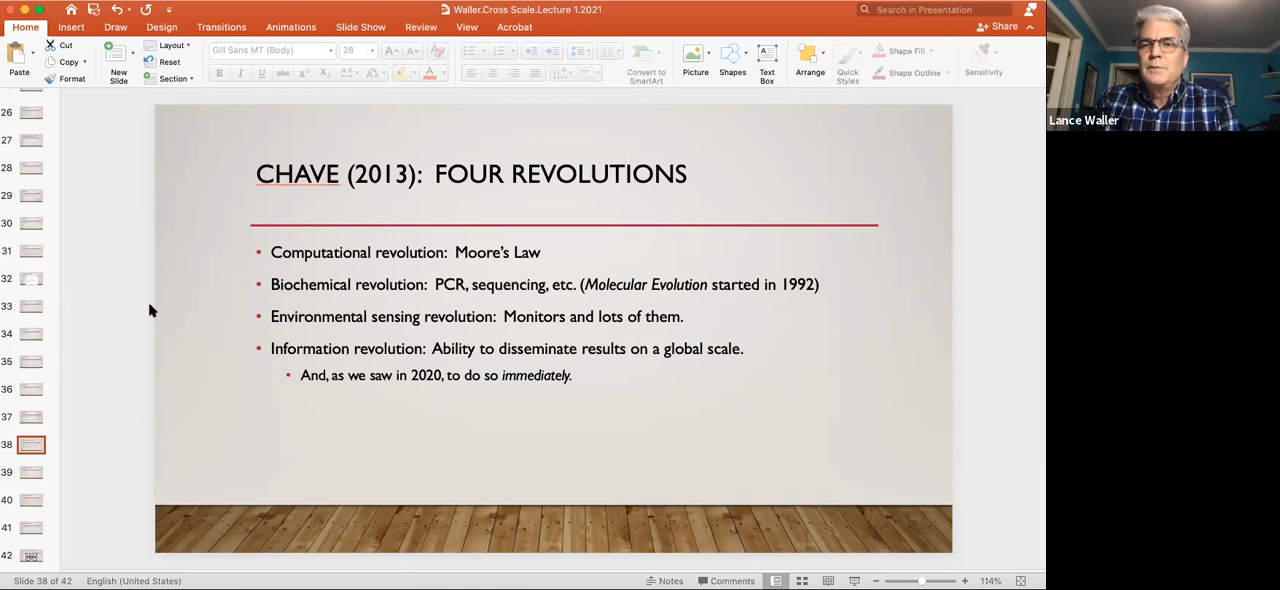 Waller.Cross Scale.Lecture 1.2021
Search in Presentation
Home Insert Draw Design Transitions Animations Slide Show Review View Acrobat
Share
Paste
Cut
Copy
Format
New Slide
Layout
Reset
Section
Gill Sans MT (Body) 28
Convert to SmartArt
Picture
Shapes
Text Box
Arrange
Quick Styles
Shape Fill
Shape Outline
Sensitivity
26
27
28
29
30
31
32
33
34
35
36
37
38
39
40
41
42
CHAVE (2013): FOUR REVOLUTIONS
• Computational revolution: Moore's Law
• Biochemical revolution: PCR, sequencing, etc. (Molecular Evolution started in 1992)
• Environmental sensing revolution: Monitors and lots of them.
• Information revolution: Ability to disseminate results on a global scale.
• And, as we saw in 2020, to do so immediately.
Slide 38 of 42 English (United States)
Notes Comments 114%
Lance Waller